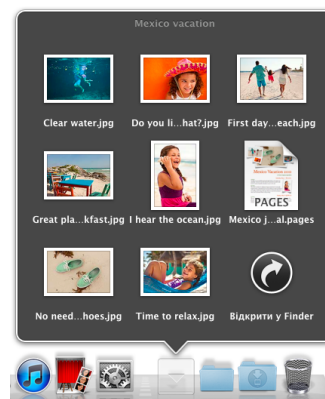 Mexico vacation
Clear water.jpg
Do you li...hat?.jpg
First day...each.jpg
Great pla...kfast.jpg
I hear the ocean.jpg
Mexico j...al.pages
PAGES
No need...hoes.jpg
Time to relax.jpg
Відкрити у Finder